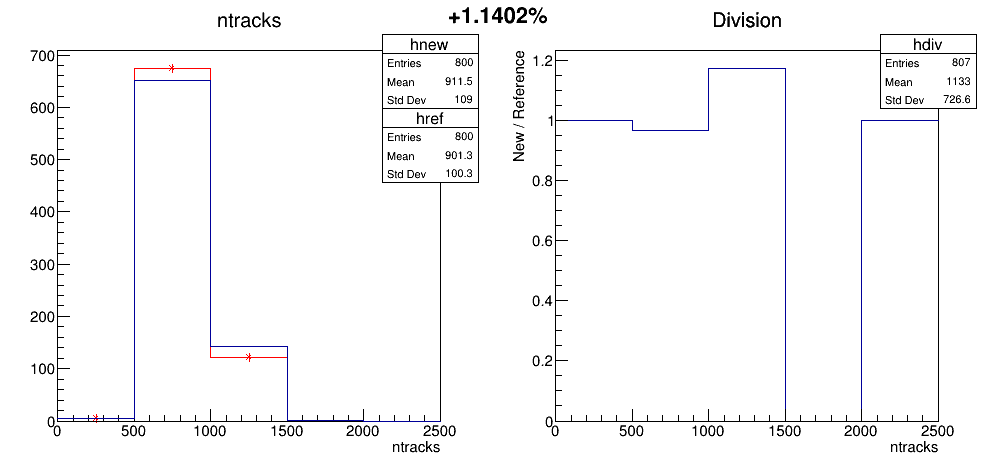 +1.1402%
ntracks
hnew
Entries 800
Mean 911.5
Std Dev 109
href
Entries 800
Mean 901.3
Std Dev 100.3
700
600
500
400
300
200
100
0
0 500 1000 1500 2000 2500
ntracks
Division
hdiv
Entries 807
Mean 1133
Std Dev 726.6
New / Reference
1.2
1
0.8
0.6
0.4
0.2
0
0 500 1000 1500 2000 2500
ntracks